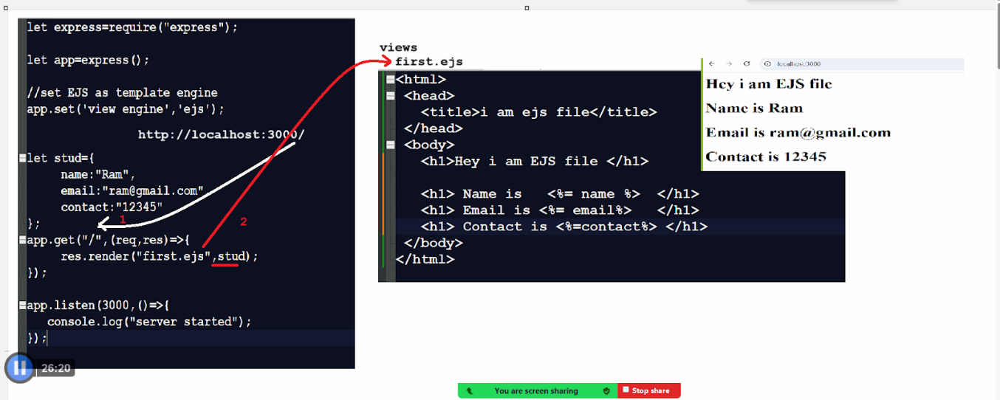 let express=require("express");
let app=express();
//set EJS as template engine
app.set('view engine','ejs');
http://localhost:3000/
let stud={
name:"Ram",
email:"ram@gmail.com"
contact:"12345"
};
1
2
app.get("/",(req,res)=>{
res.render("first.ejs",stud);
});
app.listen(3000,()=>{
console.log("server started");
});
26:20
views
first.ejs
<html>
<head>
<title>i am ejs file</title>
</head>
<body>
<h1>Hey i am EJS file </h1>
<h1> Name is   <%= name %>  </h1>
<h1> Email is <%= email%>   </h1>
<h1> Contact is <%=contact%> </h1>
</body>
</html>
localhost:3000
Hey i am EJS file
Name is Ram
Email is ram@gmail.com
Contact is 12345
You are screen sharing
Stop share